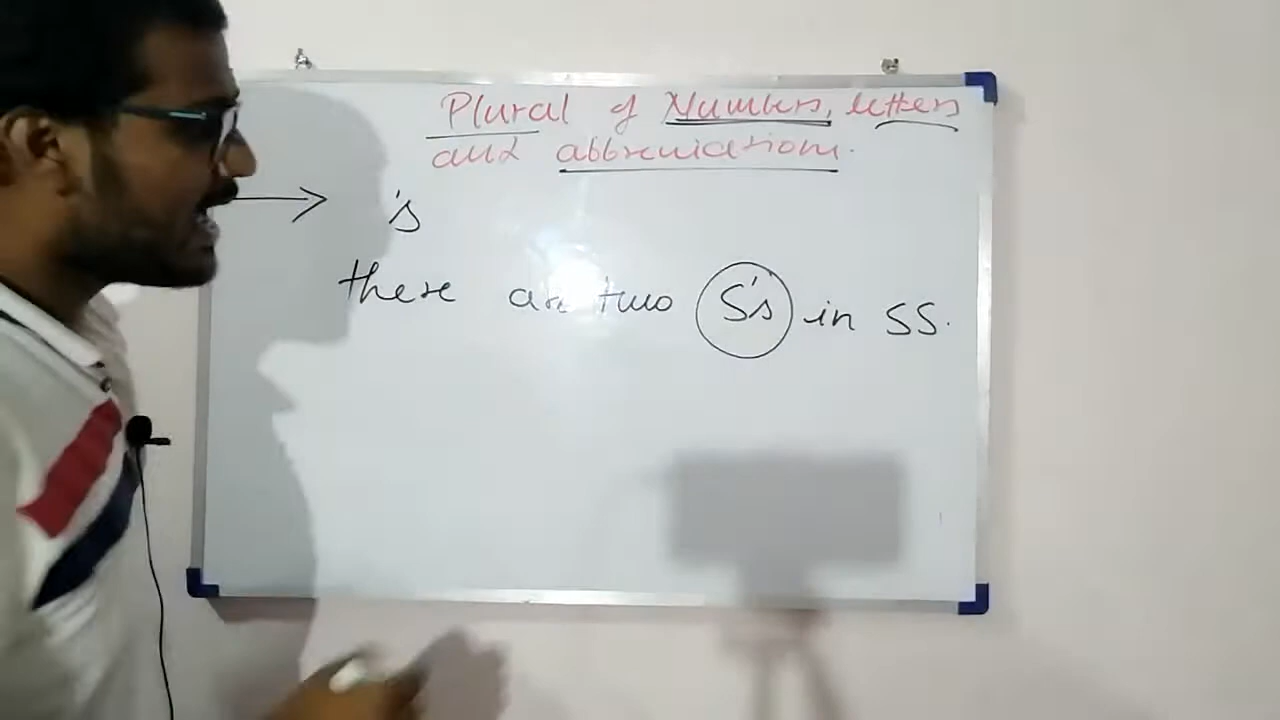 Plural of Numbers, letters
and abbreviations.
→ 's
there are two S's in SS.